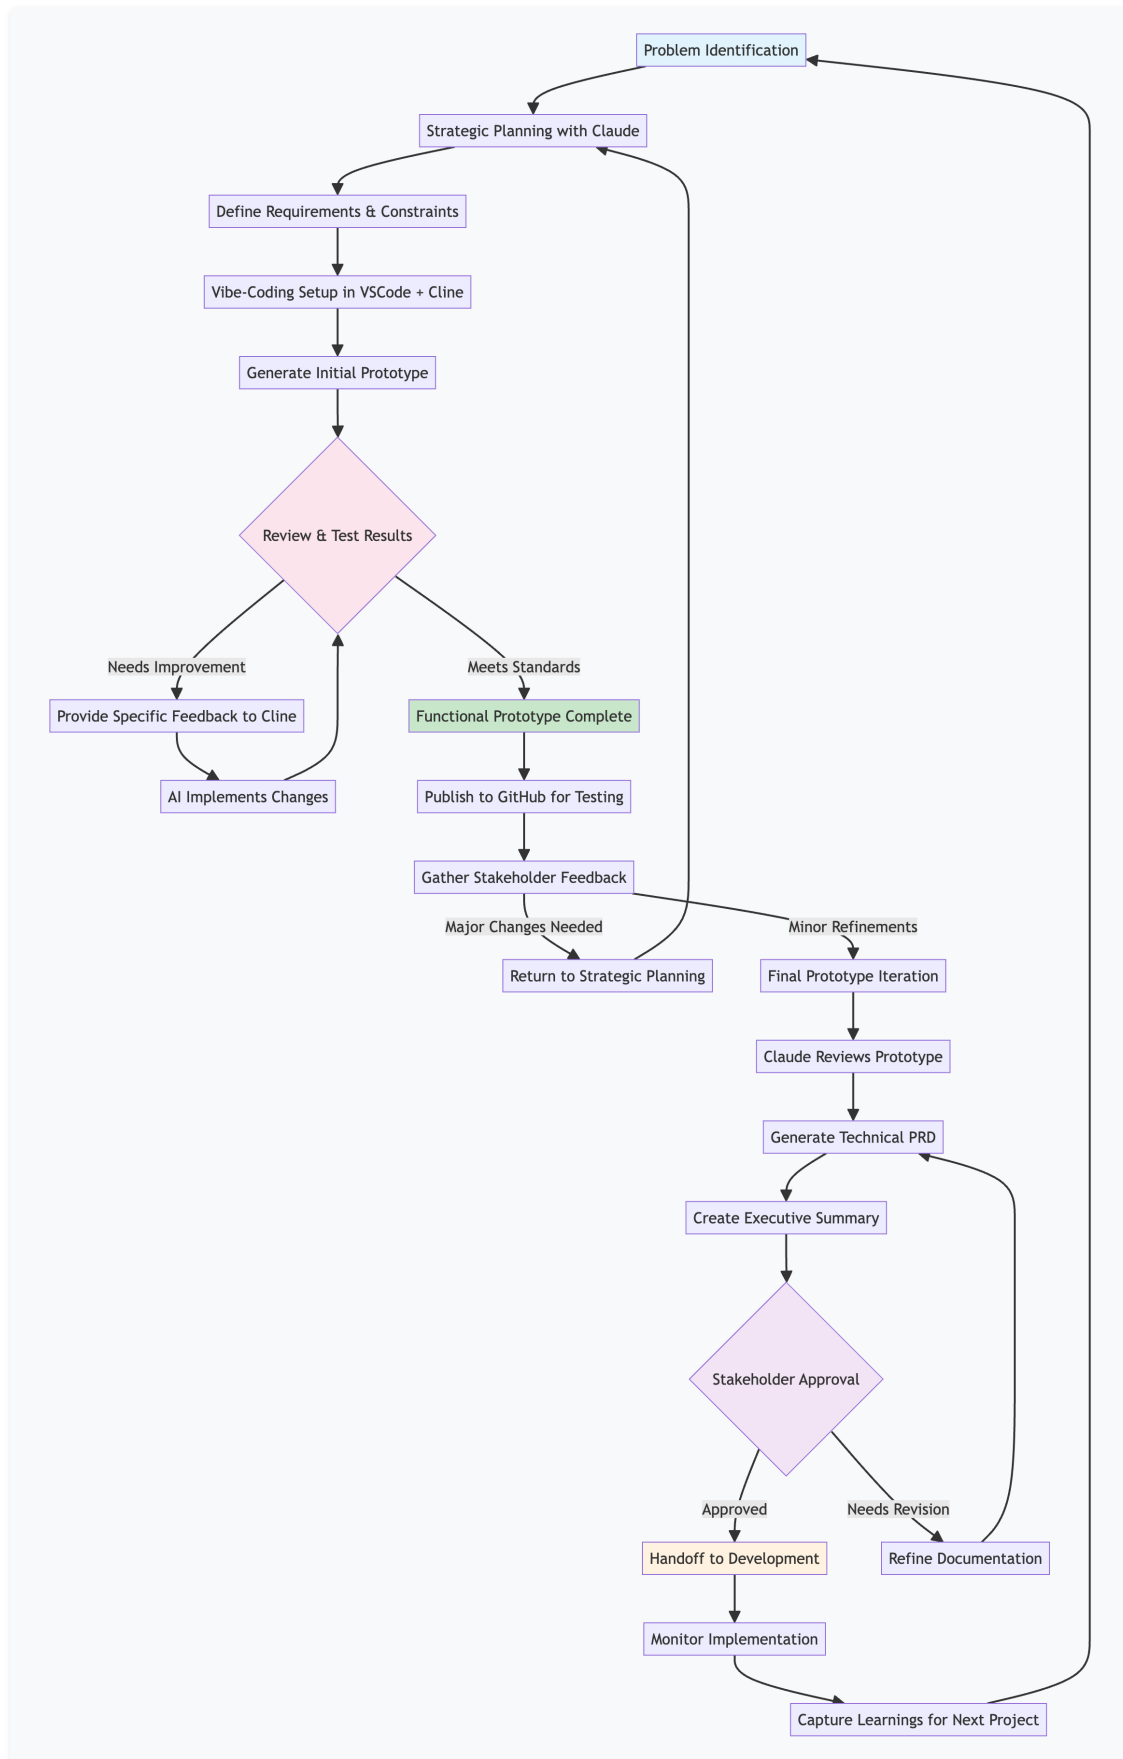 Problem Identification
Strategic Planning with Claude
Define Requirements & Constraints
Vibe-Coding Setup in VSCode + Cline
Generate Initial Prototype
Review & Test Results
Needs Improvement
Meets Standards
Provide Specific Feedback to Cline
Functional Prototype Complete
AI Implements Changes
Publish to GitHub for Testing
Gather Stakeholder Feedback
Major Changes Needed
Minor Refinements
Return to Strategic Planning
Final Prototype Iteration
Claude Reviews Prototype
Generate Technical PRD
Create Executive Summary
Stakeholder Approval
Approved
Needs Revision
Handoff to Development
Refine Documentation
Monitor Implementation
Capture Learnings for Next Project